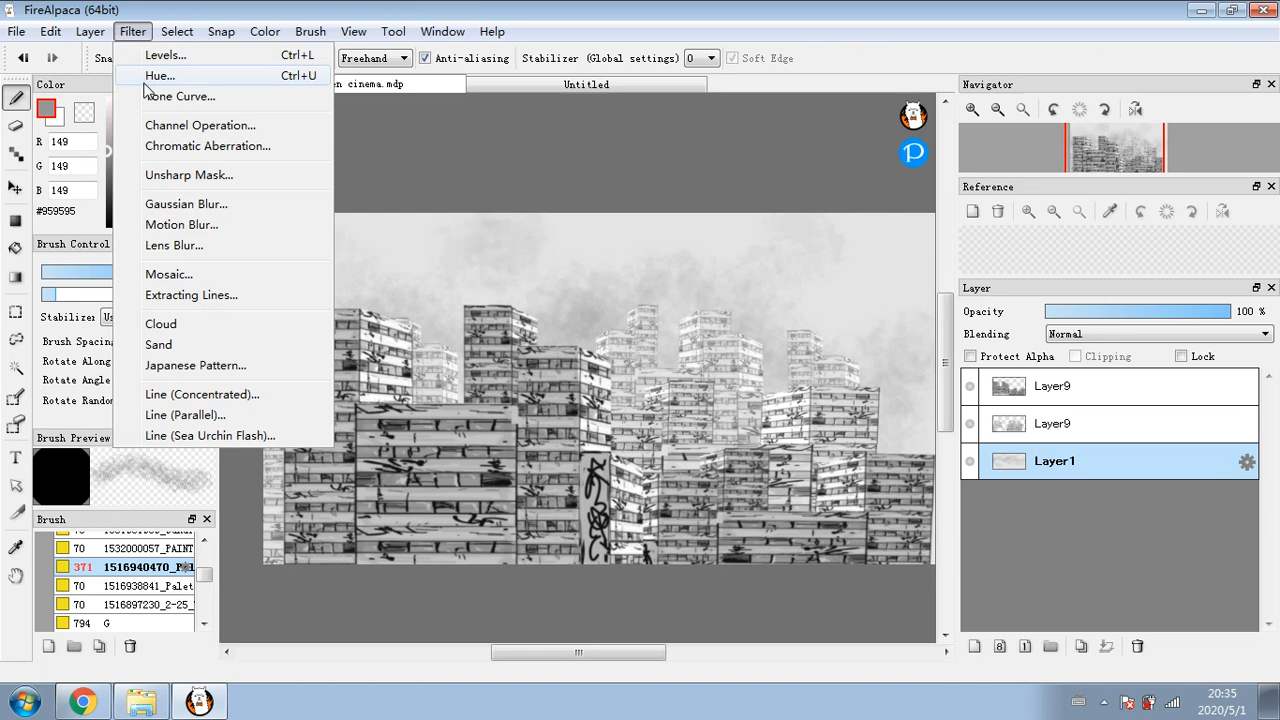 FireAlpaca (64bit)
File Edit Layer Filter Select Snap Color Brush View Tool Window Help
Freehand Anti-aliasing Stabilizer (Global settings) 0 Soft Edge
Color
en cinema.mdp
Untitled
R 149
G 149
B 149
#959595
Levels... Ctrl+L
Hue... Ctrl+U
Tone Curve...
Channel Operation...
Chromatic Aberration...
Unsharp Mask...
Gaussian Blur...
Motion Blur...
Lens Blur...
Mosaic...
Extracting Lines...
Cloud
Sand
Japanese Pattern...
Line (Concentrated)...
Line (Parallel)...
Line (Sea Urchin Flash)...
Brush Control
Stabilizer
Brush Spacing
Rotate Along
Rotate Angle
Rotate Random
Brush Preview
Brush
70 1532000057_PAINT
371 1516940470_P
70 1516938841_Palet
70 1516897230_2-25_
794 G
P
Navigator
Reference
Layer
Opacity 100 %
Blending Normal
Protect Alpha Clipping Lock
Layer9
Layer9
Layer1
20:35
2020/5/1